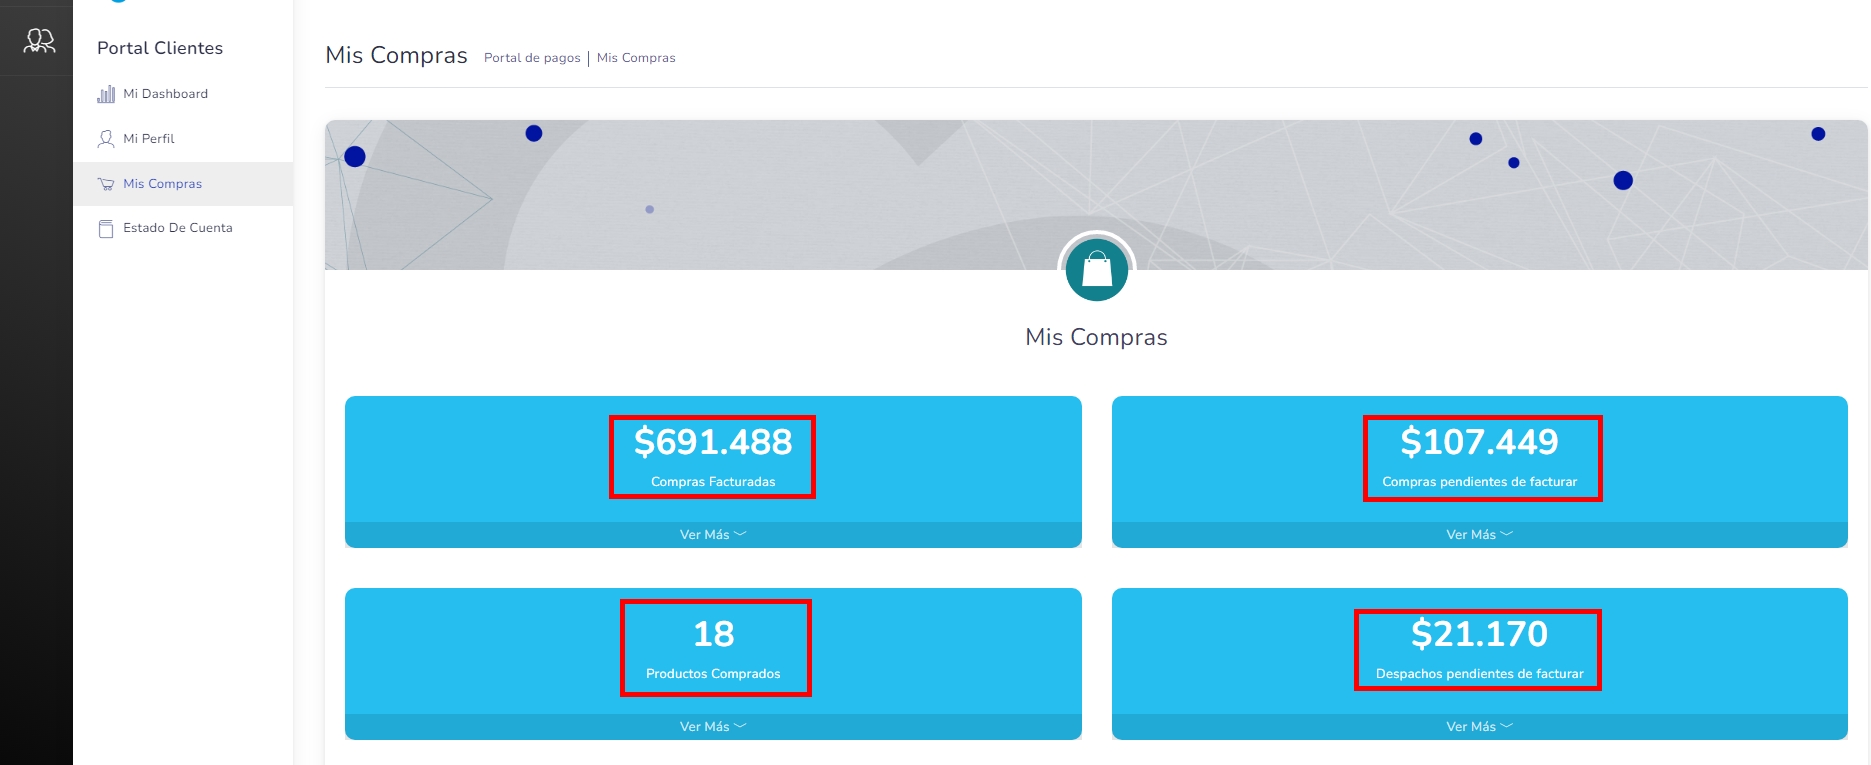 Portal Clientes
Mi Dashboard
Mi Perfil
Mis Compras
Estado De Cuenta
Mis Compras
Portal de pagos | Mis Compras
Mis Compras
$691.488
Compras Facturadas
Ver Más
$107.449
Compras pendientes de facturar
Ver Más
18
Productos Comprados
Ver Más
$21.170
Despachos pendientes de facturar
Ver Más